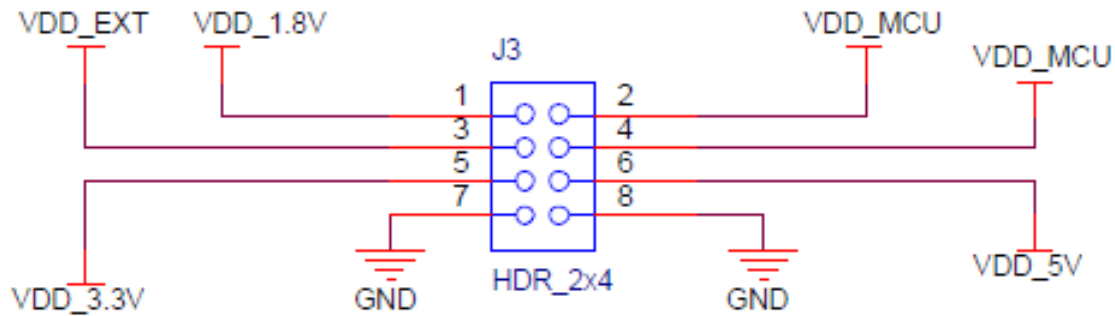 VDD_EXT VDD_1.8V VDD_MCU
J3 VDD_MCU
1 2
3 4
5 6
7 8
VDD_5V
HDR_2x4
VDD_3.3V GND GND